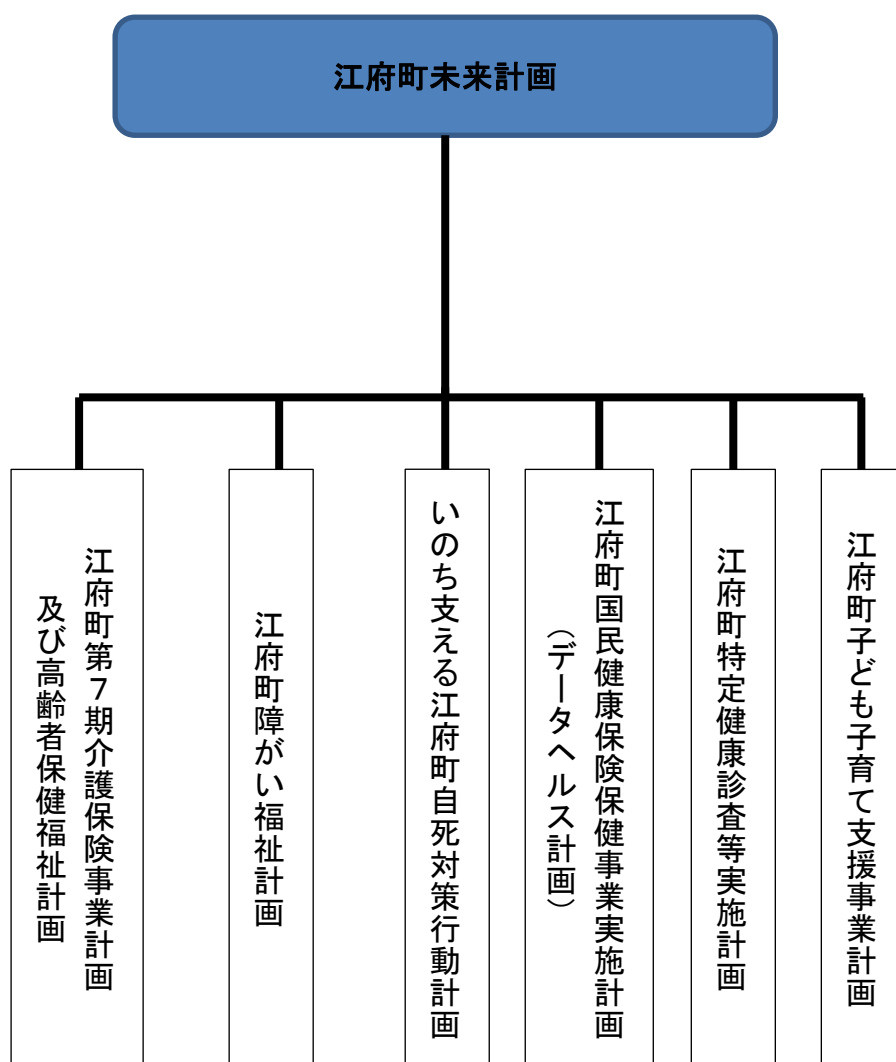 江府町未来計画
江府町第7期介護保険事業計画
及び高齢者保健福祉計画
江府町障がい福祉計画
いのち支える江府町自死対策行動計画
江府町国民健康保険保健事業実施計画
（データヘルス計画）
江府町特定健康診査等実施計画
江府町子ども子育て支援事業計画